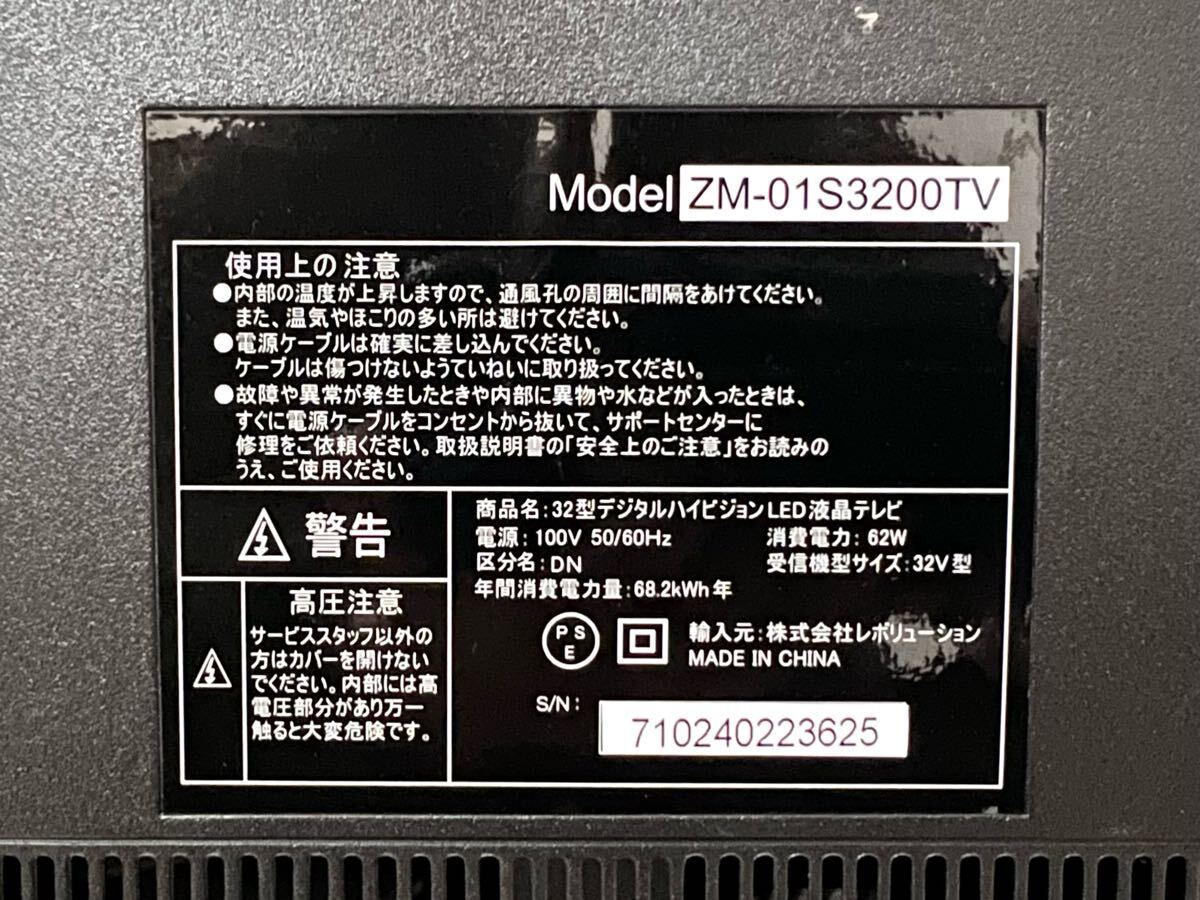 Model ZM-01S3200TV
使用上の注意
●内部の温度が上昇しますので、通風孔の周囲に間隔をあけてください。
また、温気やほこりの多い所は避けてください。
●電源ケーブルは確実に差し込んでください。
ケーブルは傷つけないようていねいに取り扱ってください。
●故障や異常が発生したときや内部に異物や水などが入ったときは、
すぐに電源ケーブルをコンセントから抜いて、サポートセンターに
修理をご依頼ください。取扱説明書の「安全上のご注意」をお読みの
うえ、ご使用ください。
警告
高圧注意
サービススタッフ以外の
方はカバーを開けない
でください。内部には高
電圧部分があり万一
触ると大変危険です。
商品名:32型デジタルハイビジョンLED液晶テレビ
電源:100V 50/60Hz 消費電力:62W
区分名:DN 受信機型サイズ:32V型
年間消費電力量:68.2kWh年
PSE
輸入元:株式会社レボリューション
MADE IN CHINA
S/N: 710240223625